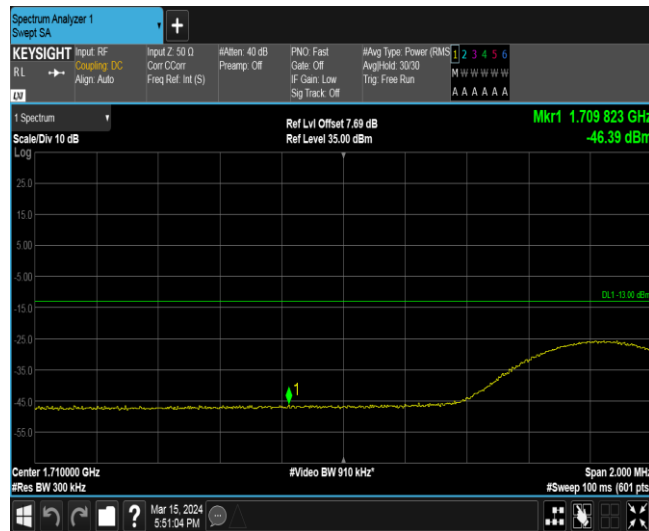 Spectrum Analyzer 1
Swept SA
+
KEYSIGHT
RL
LXI
Input: RF
Coupling: DC
Align: Auto
Input Z: 50 Ω
Corr CCorr
Freq Ref: Int (S)
#Atten: 40 dB
Preamp: Off
PNO: Fast
Gate: Off
IF Gain: Low
Sig Track: Off
#Avg Type: Power (RMS
Avg|Hold: 30/30
Trig: Free Run
1 2 3 4 5 6
M W W W W W
A A A A A A
1 Spectrum
Scale/Div 10 dB
Ref Lvl Offset 7.69 dB
Ref Level 35.00 dBm
Mkr1 1.709 823 GHz
-46.39 dBm
Log
25.0
15.0
5.00
-5.00
DL1 -13.00 dBm
-15.0
-25.0
-35.0
1
-45.0
-55.0
Center 1.710000 GHz
#Video BW 910 kHz*
Span 2.000 MHz
#Res BW 300 kHz
#Sweep 100 ms (601 pts
?
Mar 15, 2024
5:51:04 PM